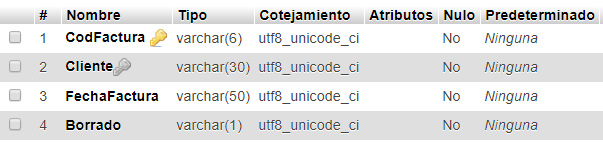 # Nombre Tipo Cotejamiento Atributos Nulo Predeterminado
1 CodFactura varchar(6) utf8_unicode_ci No Ninguna
2 Cliente varchar(30) utf8_unicode_ci No Ninguna
3 FechaFactura varchar(50) utf8_unicode_ci No Ninguna
4 Borrado varchar(1) utf8_unicode_ci No Ninguna